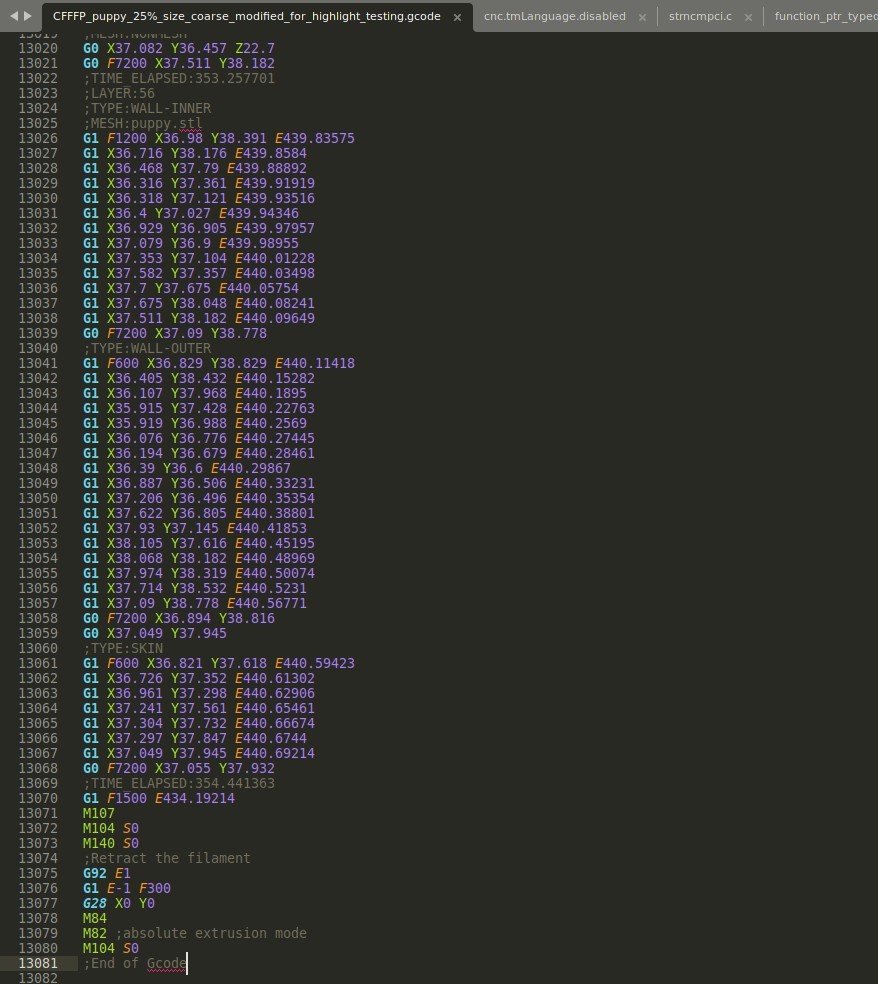 CFFFP_puppy_25%_size_coarse_modified_for_highlight_testing.gcode × cnc.tmLanguage.disabled × strncmpi.c × function_ptr_typed
13019 ;MESH:NONMESH
13020 G0 X37.082 Y36.457 Z22.7
13021 G0 F7200 X37.511 Y38.182
13022 ;TIME_ELAPSED:353.257701
13023 ;LAYER:56
13024 ;TYPE:WALL-INNER
13025 ;MESH:puppy.stl
13026 G1 F1200 X36.98 Y38.391 E439.83575
13027 G1 X36.716 Y38.176 E439.8584
13028 G1 X36.468 Y37.79 E439.88892
13029 G1 X36.316 Y37.361 E439.91919
13030 G1 X36.318 Y37.121 E439.93516
13031 G1 X36.4 Y37.027 E439.94346
13032 G1 X36.929 Y36.905 E439.97957
13033 G1 X37.079 Y36.9 E439.98955
13034 G1 X37.353 Y37.104 E440.01228
13035 G1 X37.582 Y37.357 E440.03498
13036 G1 X37.7 Y37.675 E440.05754
13037 G1 X37.675 Y38.048 E440.08241
13038 G1 X37.511 Y38.182 E440.09649
13039 G0 F7200 X37.09 Y38.778
13040 ;TYPE:WALL-OUTER
13041 G1 F600 X36.829 Y38.829 E440.11418
13042 G1 X36.405 Y38.432 E440.15282
13043 G1 X36.107 Y37.968 E440.1895
13044 G1 X35.915 Y37.428 E440.22763
13045 G1 X35.919 Y36.988 E440.2569
13046 G1 X36.076 Y36.776 E440.27445
13047 G1 X36.194 Y36.679 E440.28461
13048 G1 X36.39 Y36.6 E440.29867
13049 G1 X36.887 Y36.506 E440.33231
13050 G1 X37.206 Y36.496 E440.35354
13051 G1 X37.622 Y36.805 E440.38801
13052 G1 X37.93 Y37.145 E440.41853
13053 G1 X38.105 Y37.616 E440.45195
13054 G1 X38.068 Y38.182 E440.48969
13055 G1 X37.974 Y38.319 E440.50074
13056 G1 X37.714 Y38.532 E440.5231
13057 G1 X37.09 Y38.778 E440.56771
13058 G0 F7200 X36.894 Y38.816
13059 G0 X37.049 Y37.945
13060 ;TYPE:SKIN
13061 G1 F600 X36.821 Y37.618 E440.59423
13062 G1 X36.726 Y37.352 E440.61302
13063 G1 X36.961 Y37.298 E440.62906
13064 G1 X37.241 Y37.561 E440.65461
13065 G1 X37.304 Y37.732 E440.66674
13066 G1 X37.297 Y37.847 E440.6744
13067 G1 X37.049 Y37.945 E440.69214
13068 G0 F7200 X37.055 Y37.932
13069 ;TIME_ELAPSED:354.441363
13070 G1 F1500 E434.19214
13071 M107
13072 M104 S0
13073 M140 S0
13074 ;Retract the filament
13075 G92 E1
13076 G1 E-1 F300
13077 G28 X0 Y0
13078 M84
13079 M82 ;absolute extrusion mode
13080 M104 S0
13081 ;End of Gcode
13082